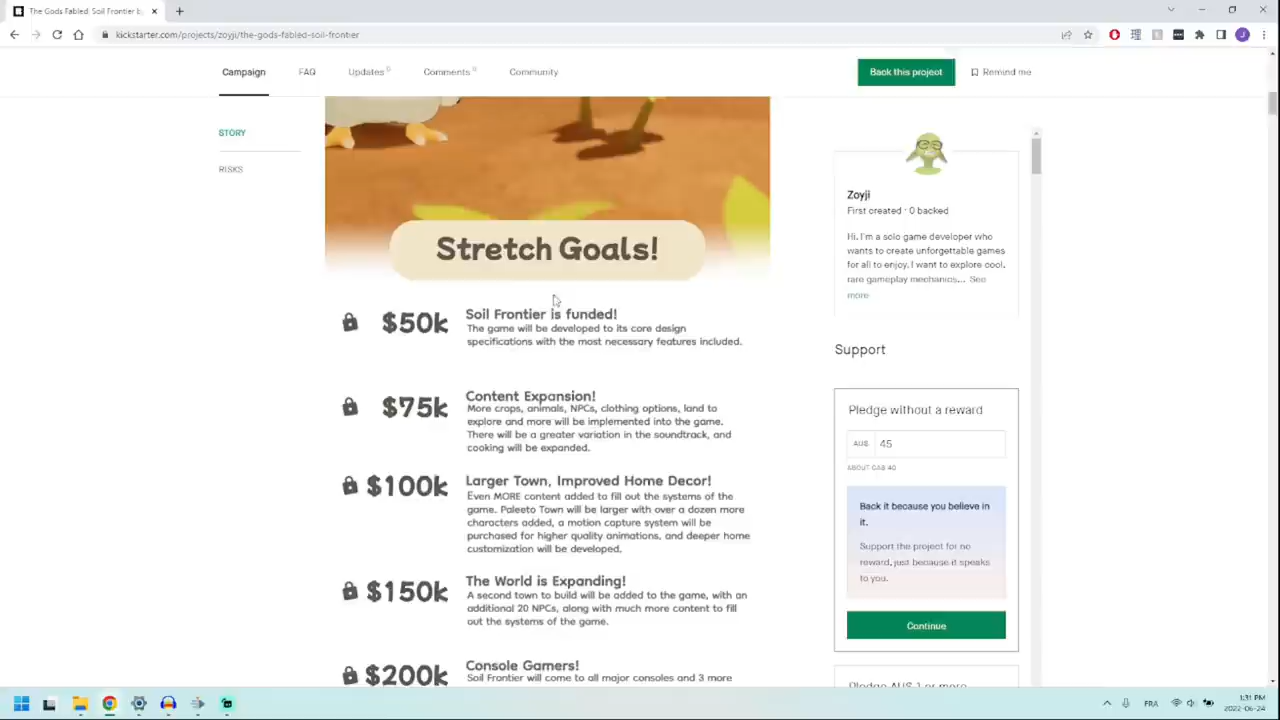 The Gods Fabled: Soil Frontier b
kickstarter.com/projects/zoyji/the-gods-fabled-soil-frontier
J
Campaign
FAQ
Updates
Comments
Community
Back this project
Remind me
STORY
RISKS
Stretch Goals!
$50k
Soil Frontier is funded!
The game will be developed to its core design
specifications with the most necessary features included.
$75k
Content Expansion!
More crops, animals, NPCs, clothing options, land to
explore and more will be implemented into the game.
There will be a greater variation in the soundtrack, and
cooking will be expanded.
$100k
Larger Town, Improved Home Decor!
Even MORE content added to fill out the systems of the
game. Paleeto Town will be larger with over a dozen more
characters added, a motion capture system will be
purchased for higher quality animations, and deeper home
customization will be developed.
$150k
The World is Expanding!
A second town to build will be added to the game, with an
additional 20 NPCs, along with much more content to fill
out the systems of the game.
$200k
Console Gamers!
Soil Frontier will come to all major consoles and 3 more
Zoyji
First created · 0 backed
Hi. I'm a solo game developer who
wants to create unforgettable games
for all to enjoy. I want to explore cool,
rare gameplay mechanics... See
more
Support
Pledge without a reward
AU$ 45
ABOUT CA$ 40
Back it because you believe in
it.
Support the project for no
reward, just because it speaks
to you.
Continue
Pledge AU$ 1 or more
FRA
1:31 PM
2022-06-24